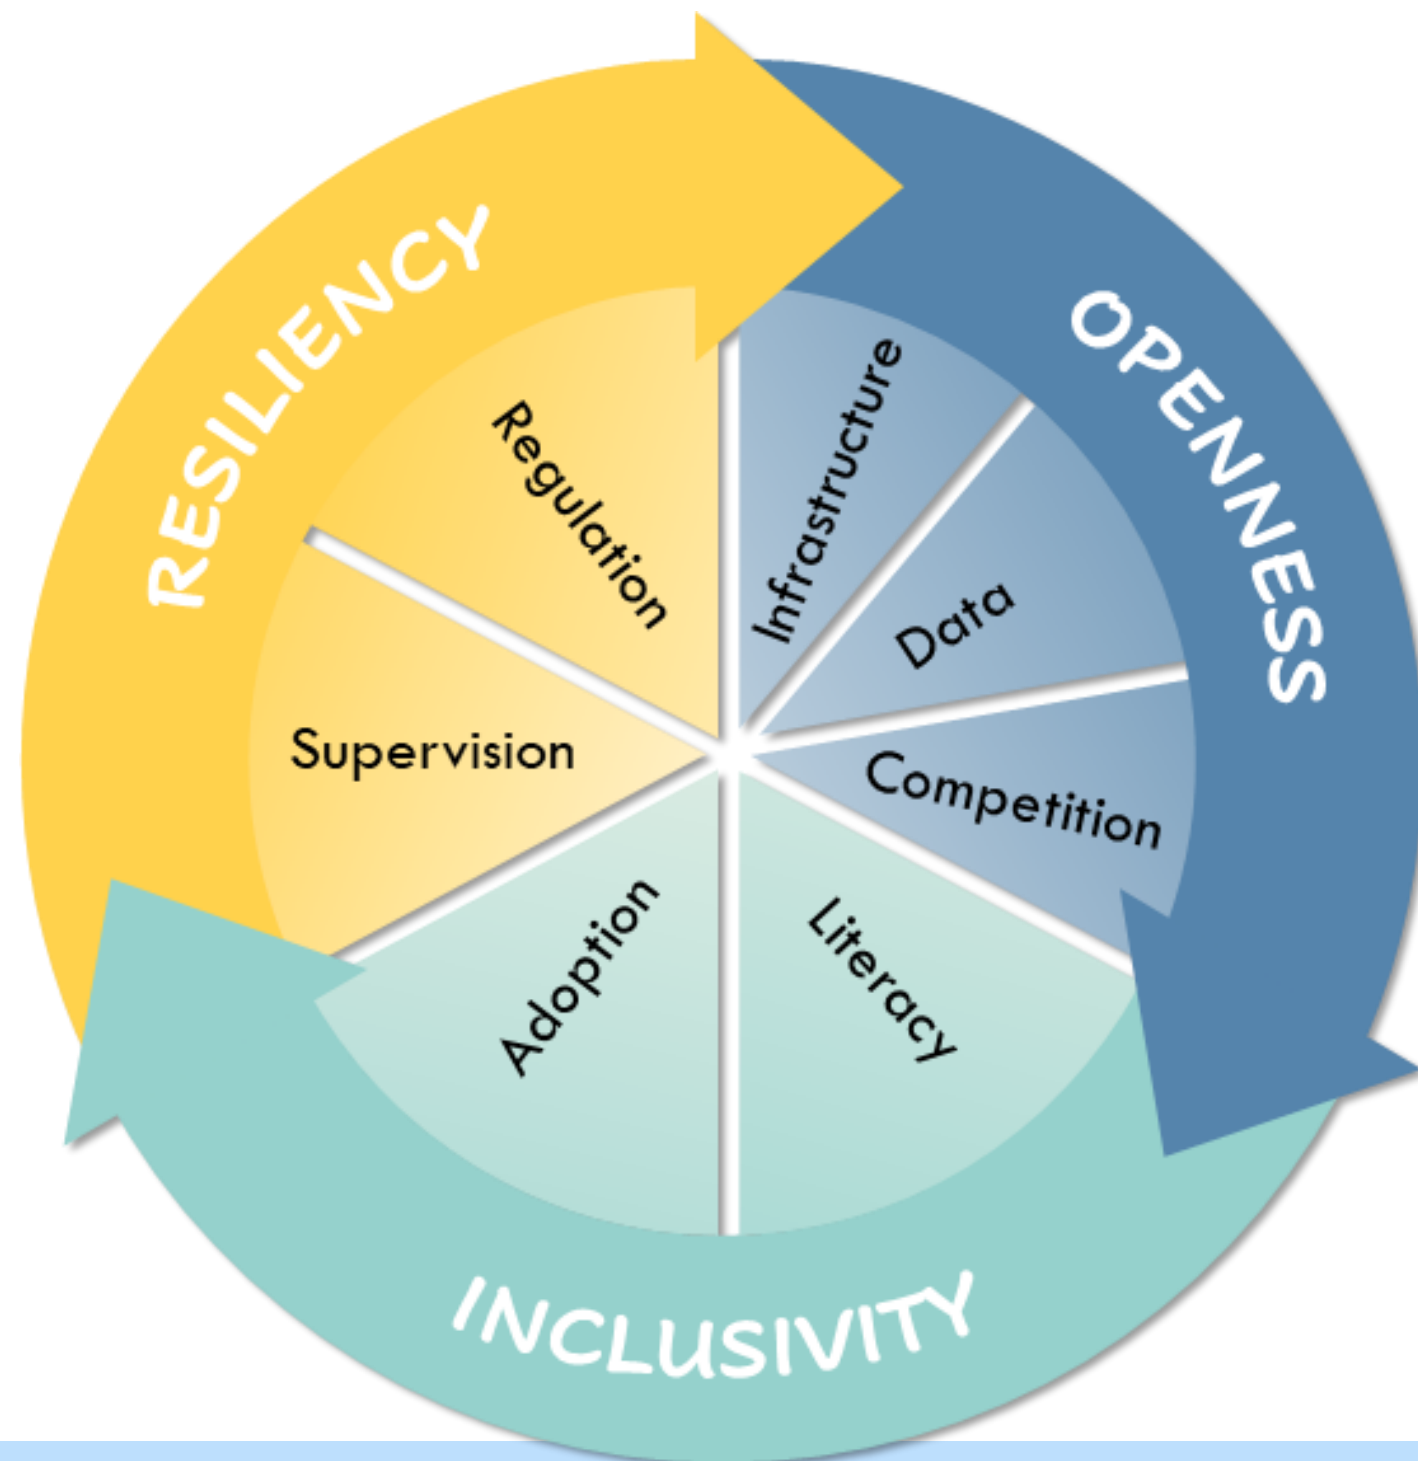 RESILIENCY
OPENNESS
INCLUSIVITY
Regulation
Infrastructure
Data
Supervision
Competition
Adoption
Literacy